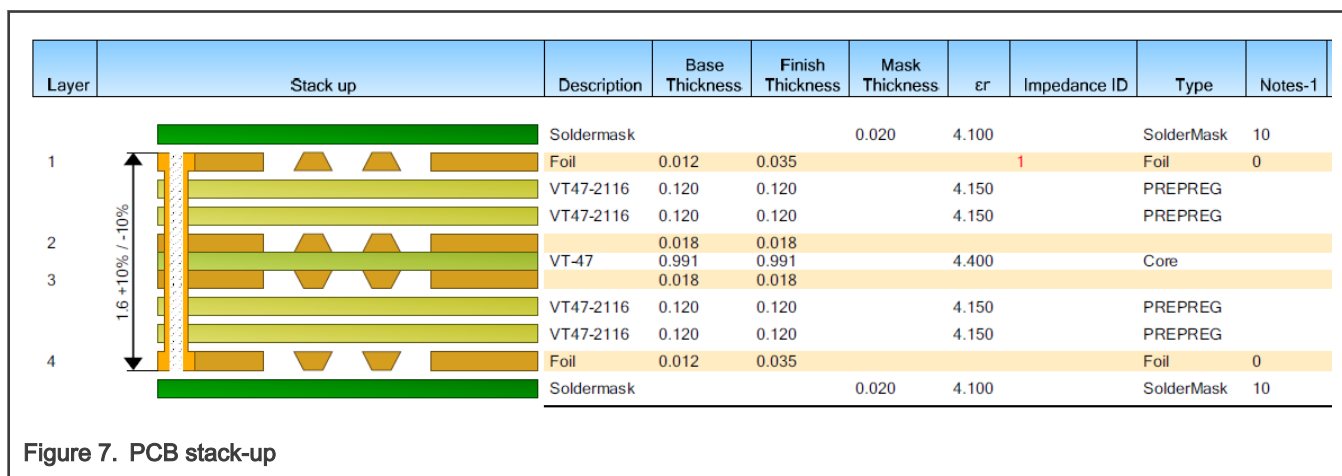 Layer Stack up Description Base Thickness Finish Thickness Mask Thickness εr Impedance ID Type Notes-1
Soldermask 0.020 4.100 SolderMask 10
1 Foil 0.012 0.035 1 Foil 0
VT47-2116 0.120 0.120 4.150 PREPREG
VT47-2116 0.120 0.120 4.150 PREPREG
2 0.018 0.018
VT-47 0.991 0.991 4.400 Core
3 0.018 0.018
VT47-2116 0.120 0.120 4.150 PREPREG
VT47-2116 0.120 0.120 4.150 PREPREG
4 Foil 0.012 0.035 Foil 0
Soldermask 0.020 4.100 SolderMask 10
1.6 +10% / -10%
Figure 7. PCB stack-up